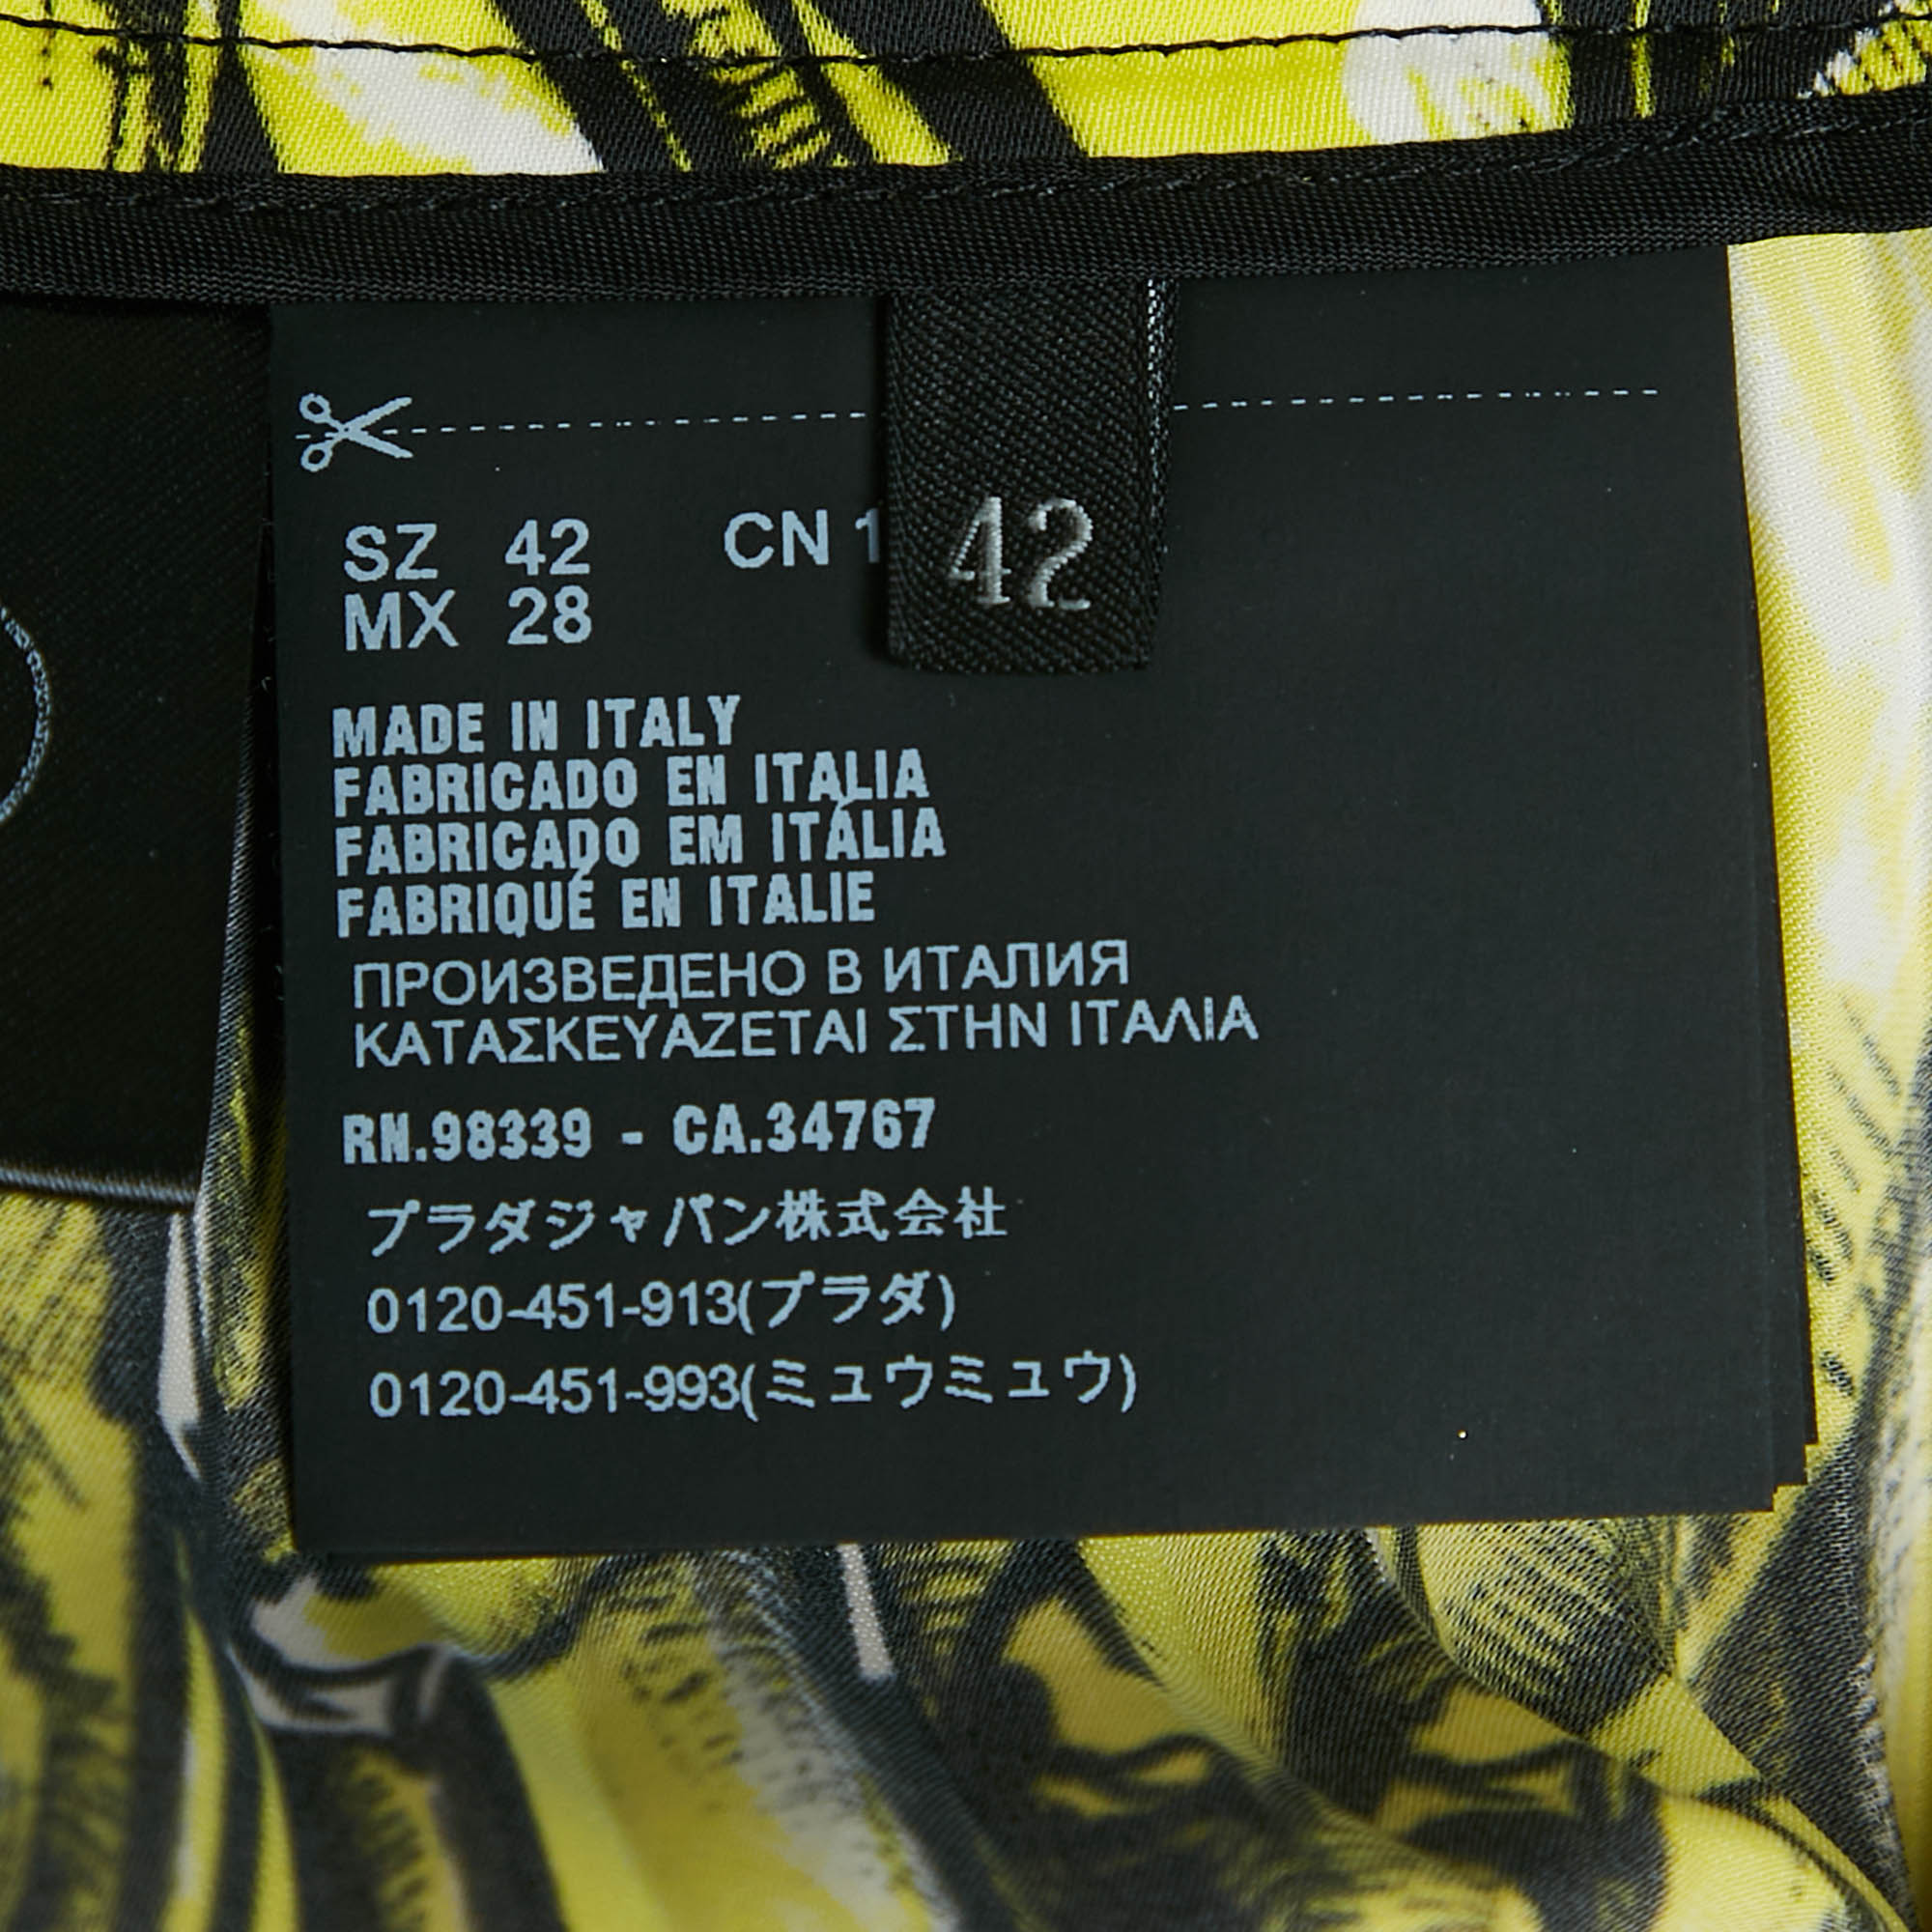 SZ 42 CN 1
42
MX 28
MADE IN ITALY
FABRICADO EN ITALIA
FABRICADO EM ITÁLIA
FABRIQUÉ EN ITALIE
ПРОИЗВЕДЕНО В ИТАЛИЯ
ΚΑΤΑΣΚΕΥΑΖΕΤΑΙ ΣΤΗΝ ΙΤΑΛΙΑ
RN.98339 - CA.34767
プラダジャパン株式会社
0120-451-913(プラダ)
0120-451-993(ミュウミュウ)